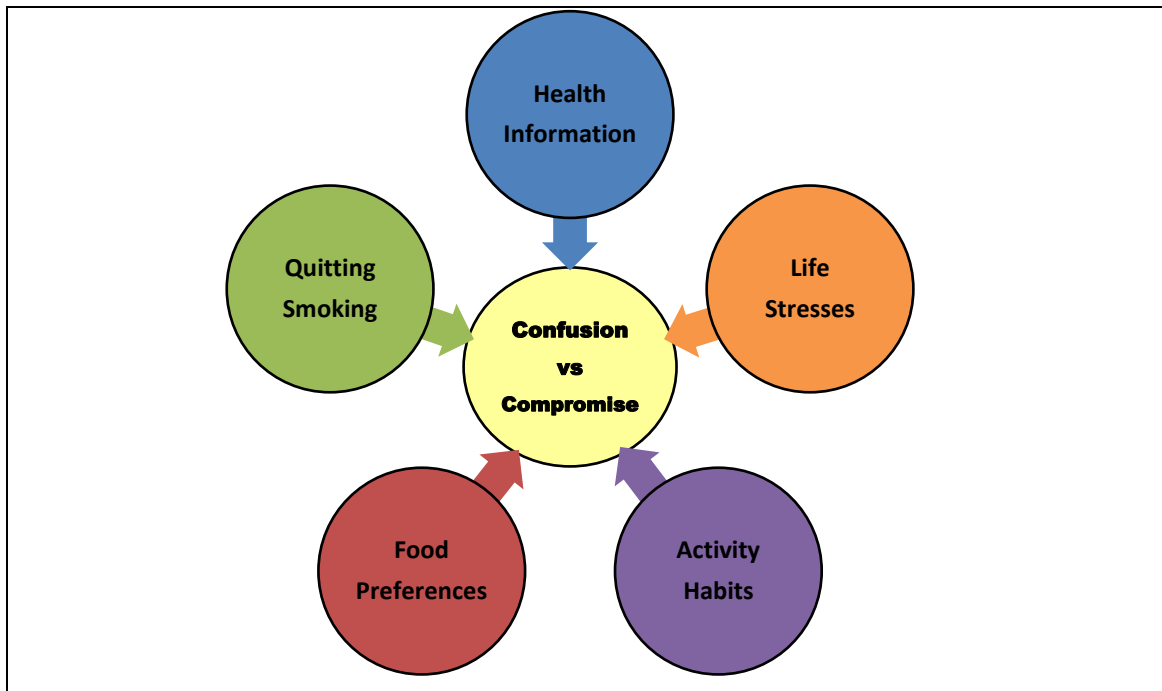 Health
Information
Quitting
Smoking
Life
Stresses
Confusion
vs
Compromise
Food
Preferences
Activity
Habits